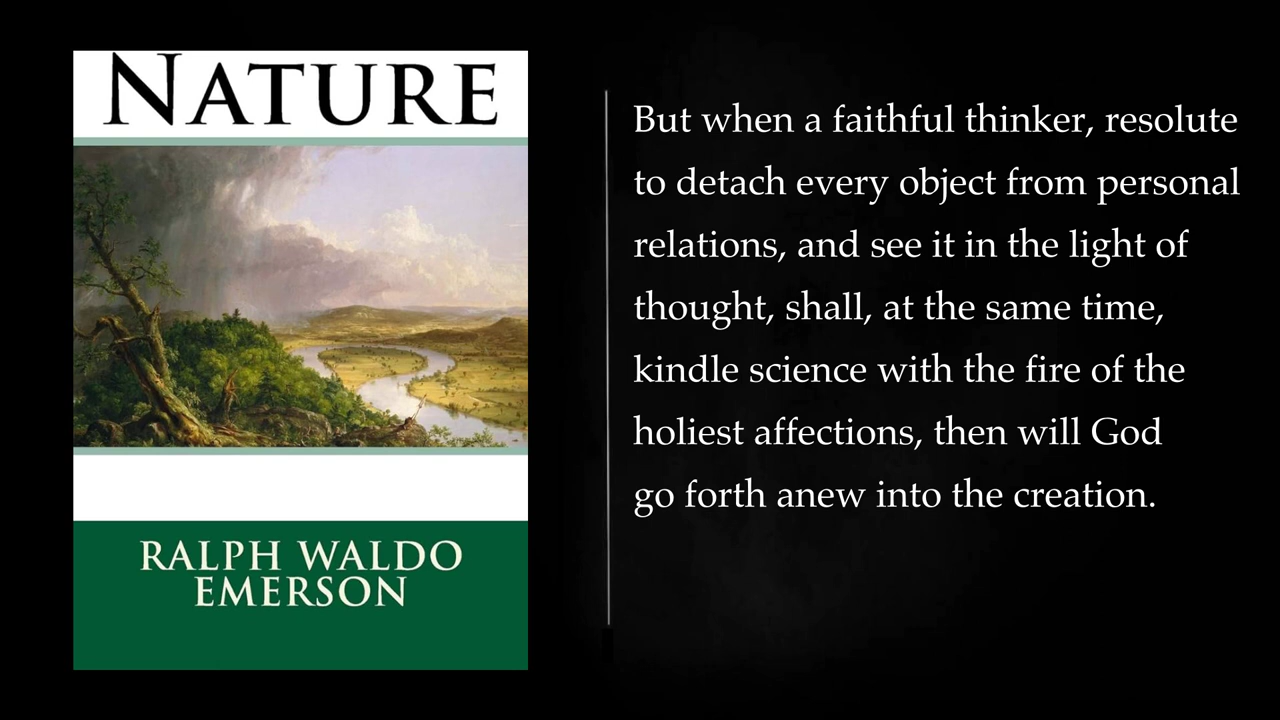 NATURE
RALPH WALDO
EMERSON
But when a faithful thinker, resolute
to detach every object from personal
relations, and see it in the light of
thought, shall, at the same time,
kindle science with the fire of the
holiest affections, then will God
go forth anew into the creation.